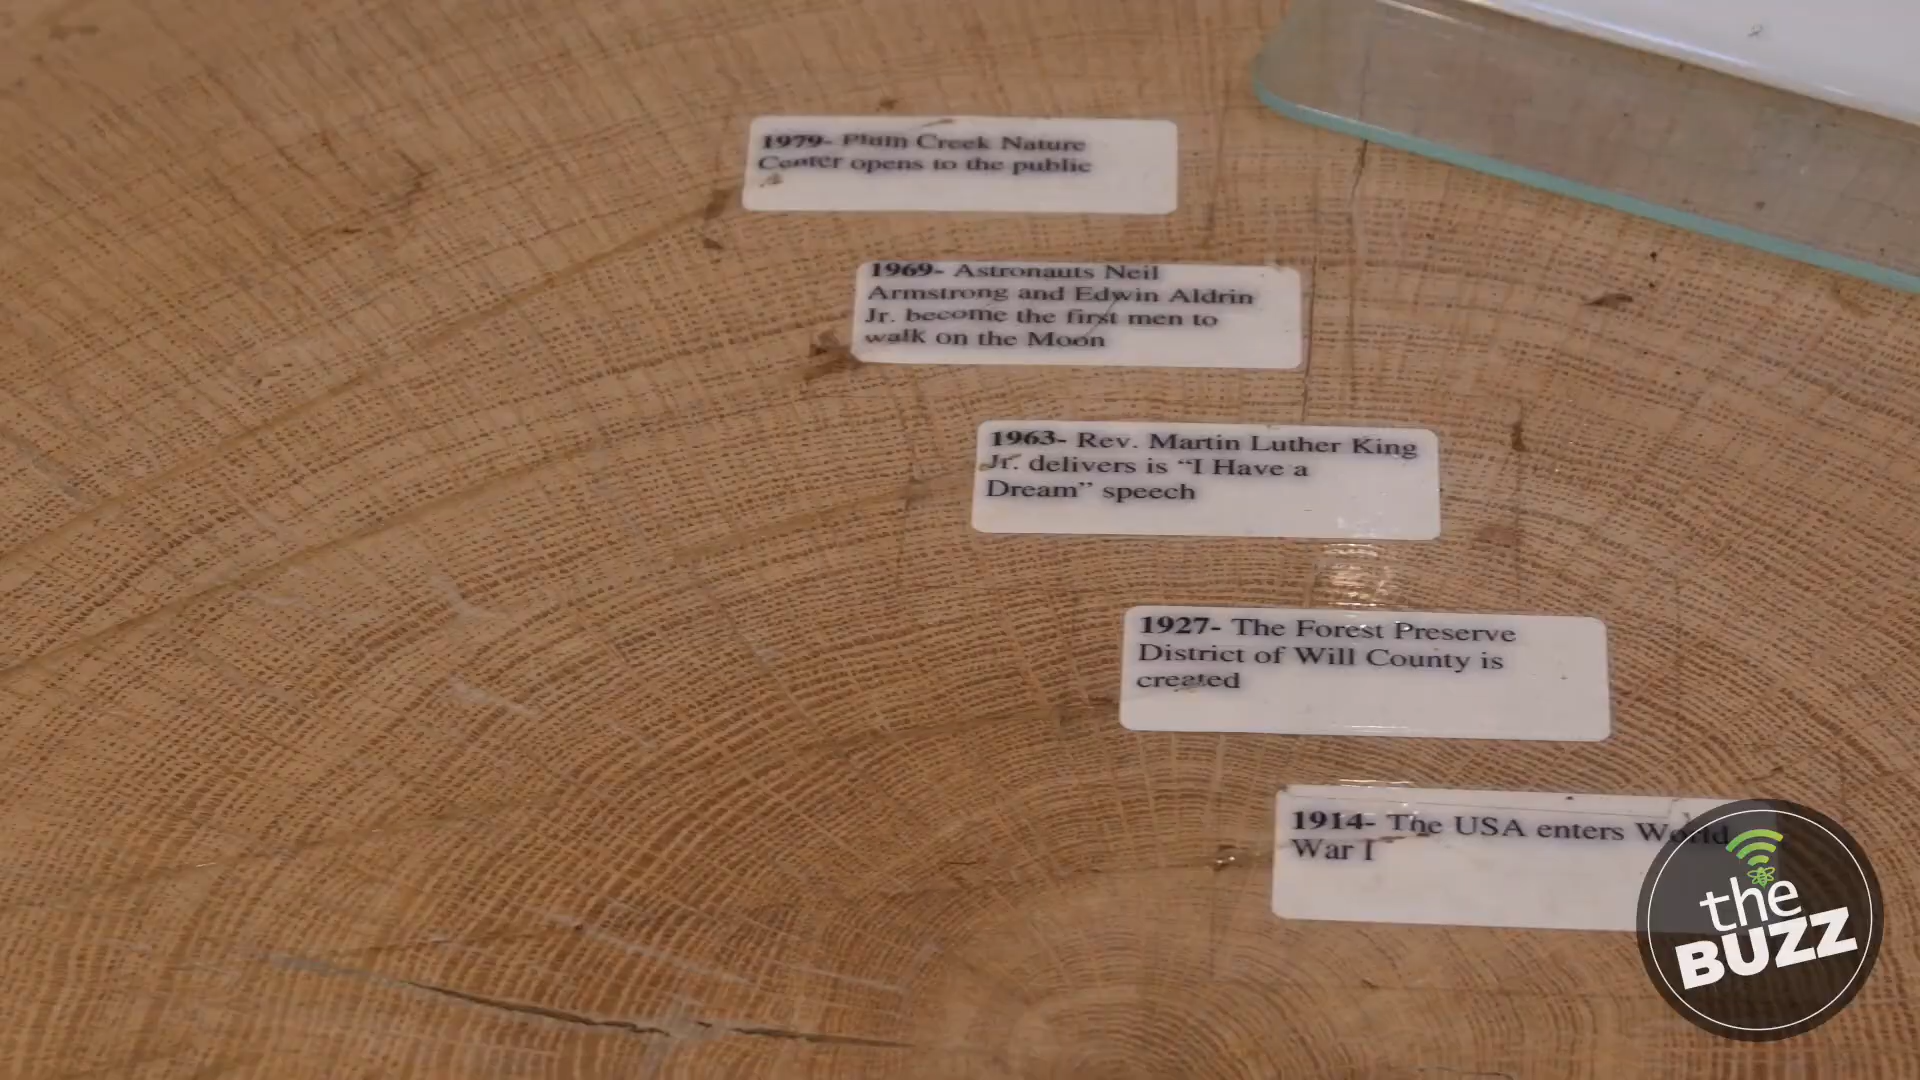 1979- Plum Creek Nature
Center opens to the public
1969- Astronauts Neil
Armstrong and Edwin Aldrin
Jr. become the first men to
walk on the Moon
1963- Rev. Martin Luther King
Jr. delivers is “I Have a
Dream” speech
1927- The Forest Preserve
District of Will County is
created
1914- The USA enters World
War I
the
BUZZ